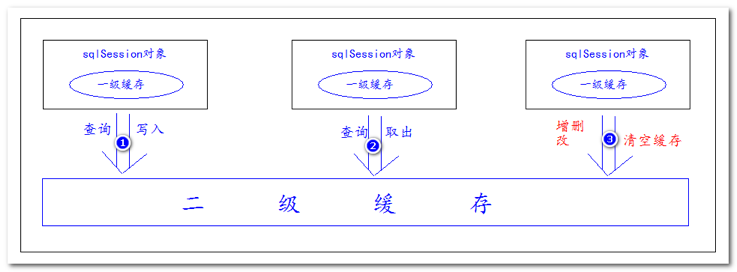 sqlSession对象
一级缓存
sqlSession对象
一级缓存
sqlSession对象
一级缓存
查询 1 写入
查询 2 取出
增删
改
3 清空缓存
二级缓存